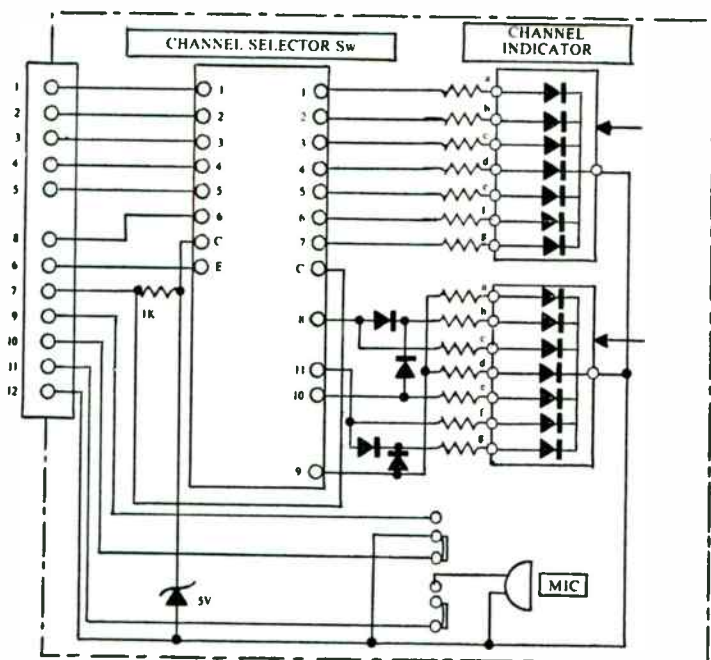 CHANNEL SELECTOR Sw
CHANNEL
INDICATOR
1
2
3
4
5
8
6
7
9
10
11
12
1
2
3
4
5
6
C
E
1K
1
2
3
4
5
6
7
C
8
11
10
9
a
h
c
d
e
f
g
a
h
c
d
e
f
g
5V
MIC